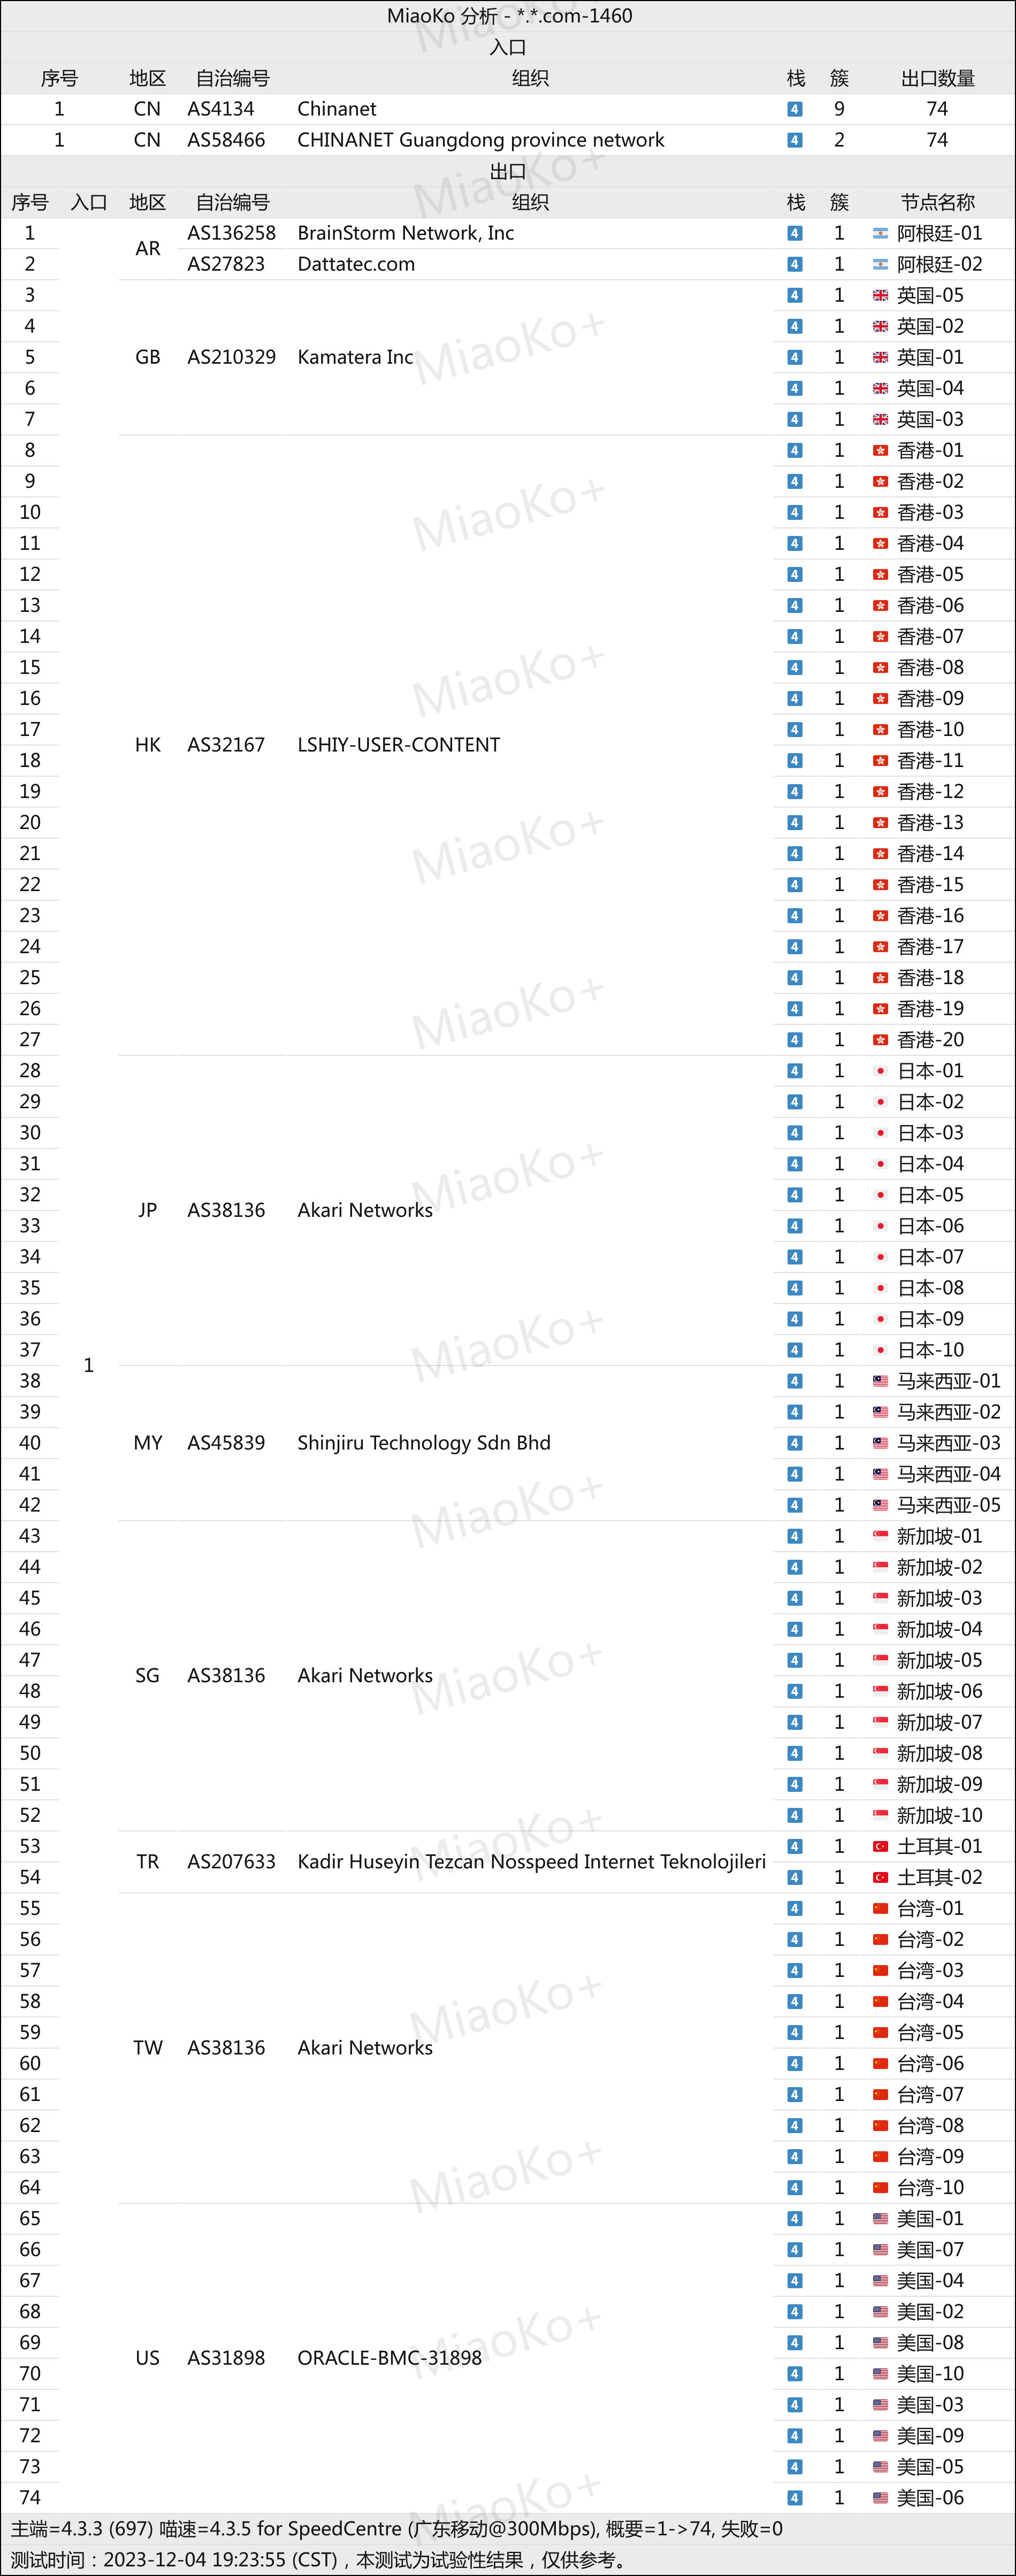 MiaoKo 分析 - *.*.com-1460
入口
序号 地区 自治编号 组织 栈 簇 出口数量
1 CN AS4134 Chinanet 4 9 74
1 CN AS58466 CHINANET Guangdong province network 4 2 74
出口
序号 入口 地区 自治编号 组织 栈 簇 节点名称
1 AR AS136258 BrainStorm Network, Inc 4 1 阿根廷-01
2 AS27823 Dattatec.com 4 1 阿根廷-02
3 4 1 英国-05
4 4 1 英国-02
5 GB AS210329 Kamatera Inc 4 1 英国-01
6 4 1 英国-04
7 4 1 英国-03
8 4 1 香港-01
9 4 1 香港-02
10 4 1 香港-03
11 4 1 香港-04
12 4 1 香港-05
13 4 1 香港-06
14 4 1 香港-07
15 4 1 香港-08
16 4 1 香港-09
17 HK AS32167 LSHIY-USER-CONTENT 4 1 香港-10
18 4 1 香港-11
19 4 1 香港-12
20 4 1 香港-13
21 4 1 香港-14
22 4 1 香港-15
23 4 1 香港-16
24 4 1 香港-17
25 4 1 香港-18
26 4 1 香港-19
27 4 1 香港-20
28 4 1 日本-01
29 4 1 日本-02
30 4 1 日本-03
31 4 1 日本-04
32 JP AS38136 Akari Networks 4 1 日本-05
33 4 1 日本-06
34 4 1 日本-07
35 4 1 日本-08
36 4 1 日本-09
37 1 4 1 日本-10
38 4 1 马来西亚-01
39 4 1 马来西亚-02
40 MY AS45839 Shinjiru Technology Sdn Bhd 4 1 马来西亚-03
41 4 1 马来西亚-04
42 4 1 马来西亚-05
43 4 1 新加坡-01
44 4 1 新加坡-02
45 4 1 新加坡-03
46 4 1 新加坡-04
47 SG AS38136 Akari Networks 4 1 新加坡-05
48 4 1 新加坡-06
49 4 1 新加坡-07
50 4 1 新加坡-08
51 4 1 新加坡-09
52 4 1 新加坡-10
53 TR AS207633 Kadir Huseyin Tezcan Nosspeed Internet Teknolojileri 4 1 土耳其-01
54 4 1 土耳其-02
55 4 1 台湾-01
56 4 1 台湾-02
57 4 1 台湾-03
58 4 1 台湾-04
59 TW AS38136 Akari Networks 4 1 台湾-05
60 4 1 台湾-06
61 4 1 台湾-07
62 4 1 台湾-08
63 4 1 台湾-09
64 4 1 台湾-10
65 4 1 美国-01
66 4 1 美国-07
67 4 1 美国-04
68 4 1 美国-02
69 US AS31898 ORACLE-BMC-31898 4 1 美国-08
70 4 1 美国-10
71 4 1 美国-03
72 4 1 美国-09
73 4 1 美国-05
74 4 1 美国-06
主端=4.3.3 (697) 喵速=4.3.5 for SpeedCentre (广东移动@300Mbps), 概要=1->74, 失败=0
测试时间：2023-12-04 19:23:55 (CST)，本测试为试验性结果，仅供参考。